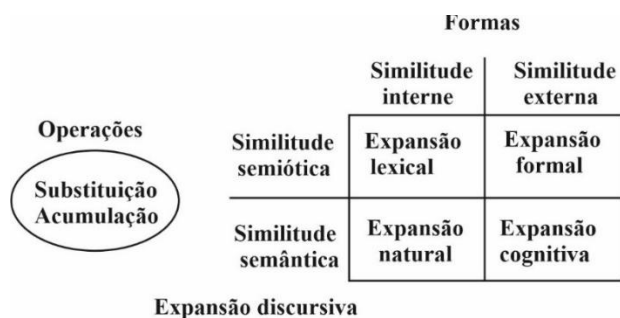 Formas
Similitude
interne
Similitude
externa
Operações
Substituição
Acumulação
Similitude
semiótica
Expansão
lexical
Expansão
formal
Similitude
semântica
Expansão
natural
Expansão
cognitiva
Expansão discursiva